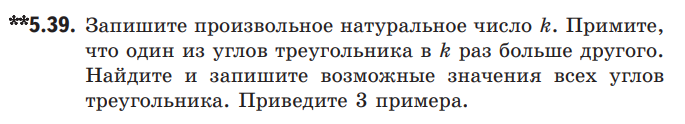 **5.39. Запишите произвольное натуральное число k. Примите,
что один из углов треугольника в k раз больше другого.
Найдите и запишите возможные значения всех углов
треугольника. Приведите 3 примера.